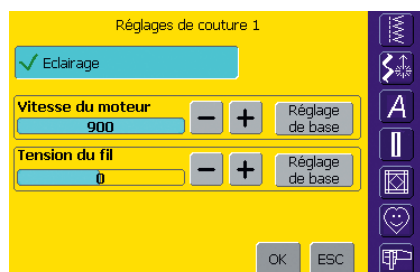 Réglages de couture 1
Eclairage
Vitesse du moteur
900
Réglage
de base
Tension du fil
0
Réglage
de base
OK ESC
A